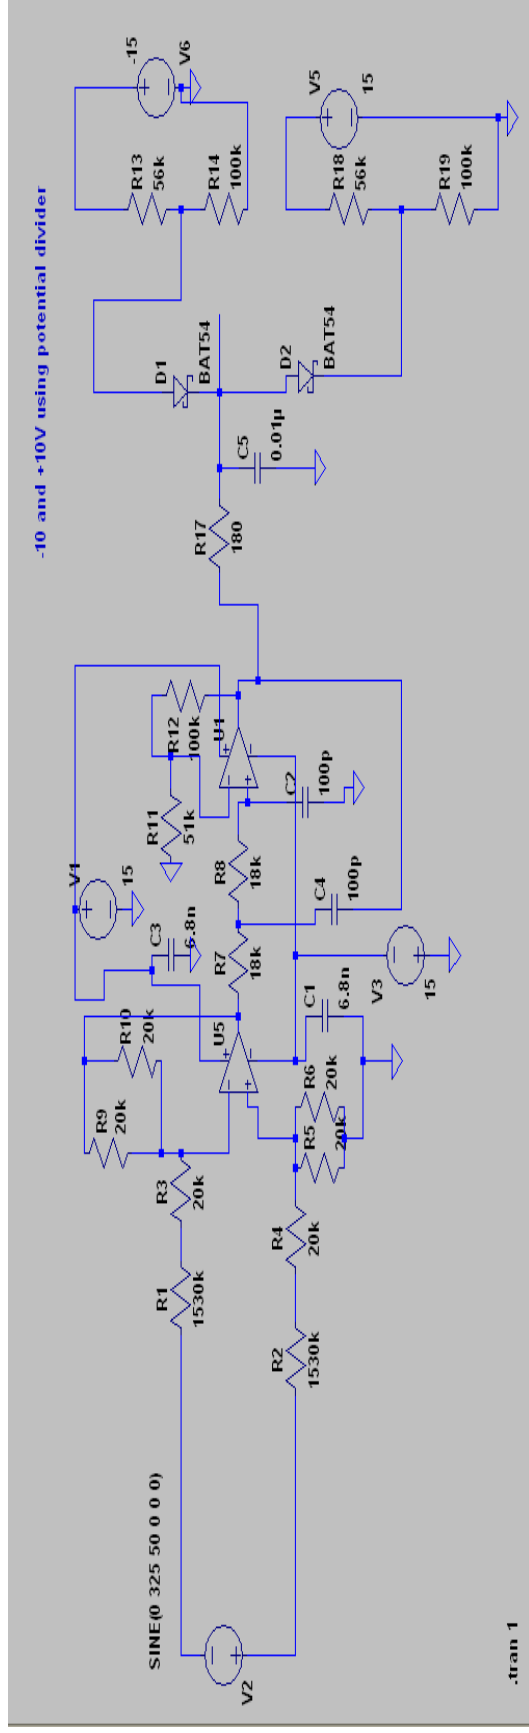 -10 and +10V using potential divider
SINE(0 325 50 0 0 0)
V2
R1
1530k
R3
20k
R2
1530k
R4
20k
R9
20k
R10
20k
R5
20k
R6
20k
U5
C3
6.8n
C1
6.8n
V1
15
V3
15
R7
18k
R8
18k
C4
100p
C2
100p
R11
51k
R12
100k
U1
R17
180
C5
0.01µ
D1
BAT54
D2
BAT54
R13
56k
R14
100k
-15
V6
R18
56k
R19
100k
V5
15
.tran 1